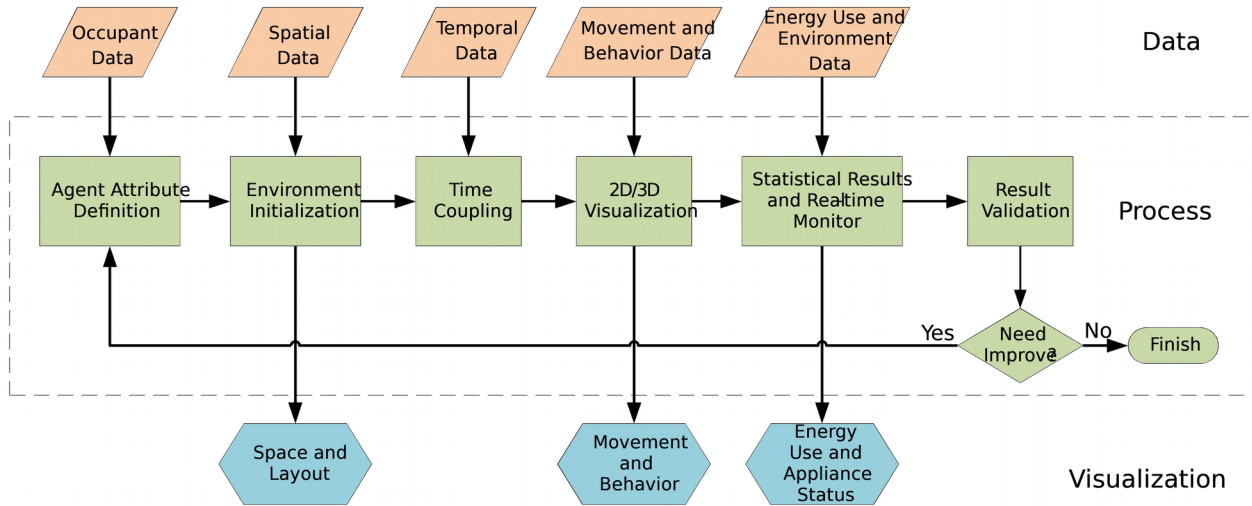 Occupant
Data
Spatial
Data
Temporal
Data
Movement and
Behavior Data
Energy Use and
Environment
Data
Data
Agent Attribute
Definition
Environment
Initialization
Time
Coupling
2D/3D
Visualization
Statistical Results
and Real-time
Monitor
Result
Validation
Process
Yes
Need
Improve?
No
Finish
Space and
Layout
Movement
and
Behavior
Energy
Use and
Appliance
Status
Visualization